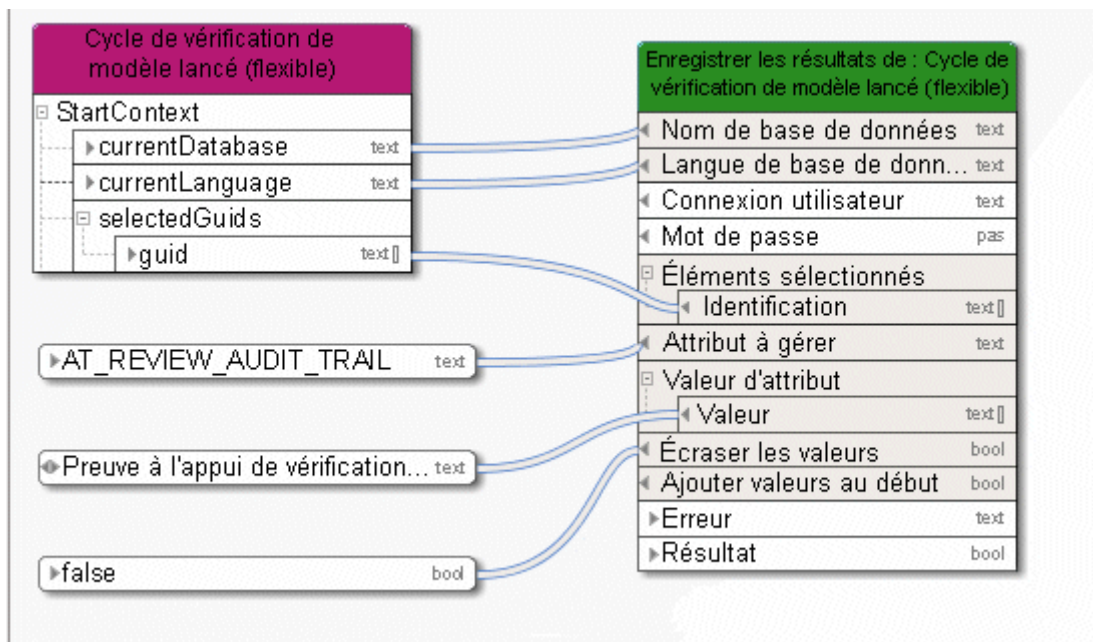 Cycle de vérification de
modèle lancé (flexible)
StartContext
currentDatabase text
currentLanguage text
selectedGuids
guid text[]
AT_REVIEW_AUDIT_TRAIL text
Preuve à l'appui de vérification... text
false bool
Enregistrer les résultats de : Cycle de
vérification de modèle lancé (flexible)
Nom de base de données text
Langue de base de donn... text
Connexion utilisateur text
Mot de passe pas
Éléments sélectionnés
Identification text[]
Attribut à gérer text
Valeur d'attribut
Valeur text[]
Écraser les valeurs bool
Ajouter valeurs au début bool
Erreur text
Résultat bool